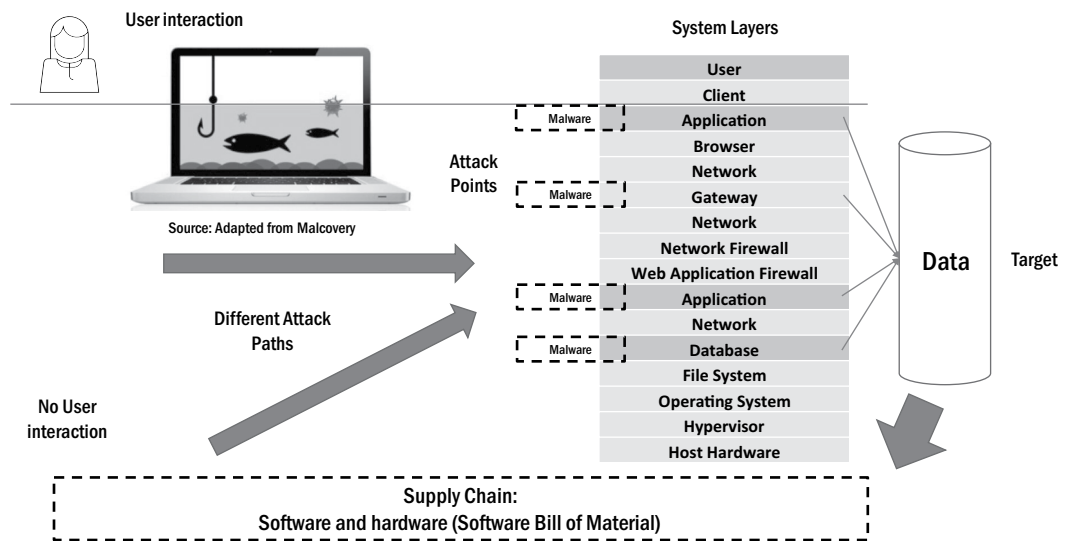 User interaction
System Layers
User
Client
Malware
Application
Browser
Attack
Points
Network
Malware
Gateway
Network
Source: Adapted from Malcovery
Network Firewall
Data
Target
Web Application Firewall
Malware
Application
Different Attack
Paths
Network
Malware
Database
File System
No User
interaction
Operating System
Hypervisor
Host Hardware
Supply Chain:
Software and hardware (Software Bill of Material)